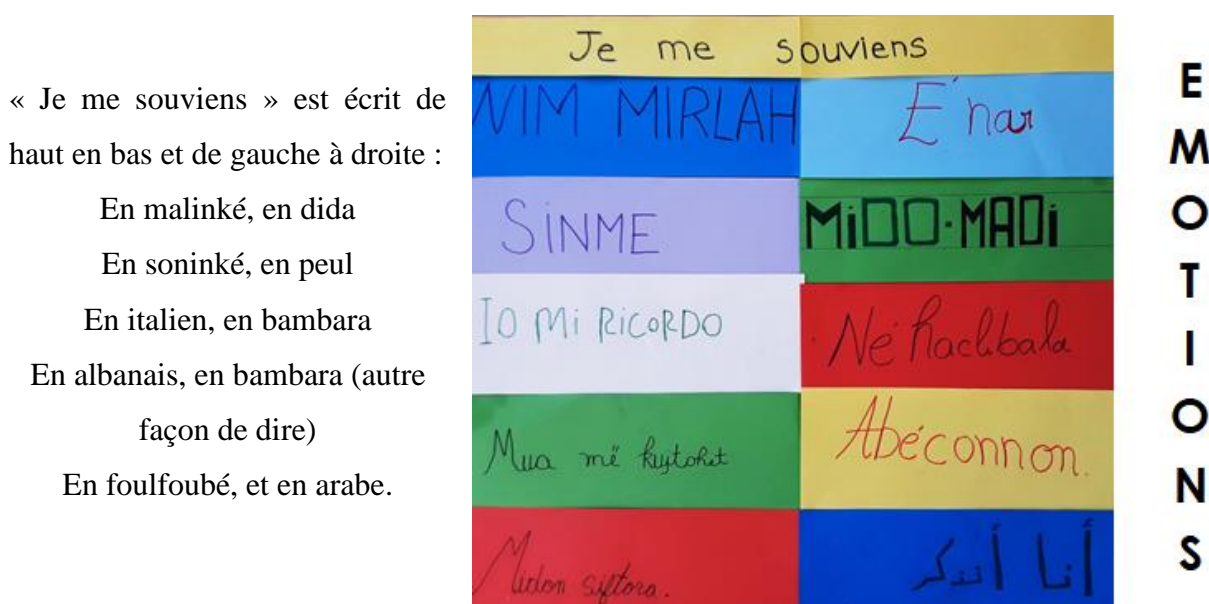 « Je me souviens » est écrit de
haut en bas et de gauche à droite :
En malinké, en dida
En soninké, en peul
En italien, en bambara
En albanais, en bambara (autre
façon de dire)
En foulfoubé, et en arabe.
Je me souviens
NIM MIRLAH
E'nar
SiNME
MiDO·MADi
IO Mi RiCORDO
Né hachbala
Mua më kujtohet
Abéconnon.
Midon siftora.
أنا أتذكر
EMOTIONS